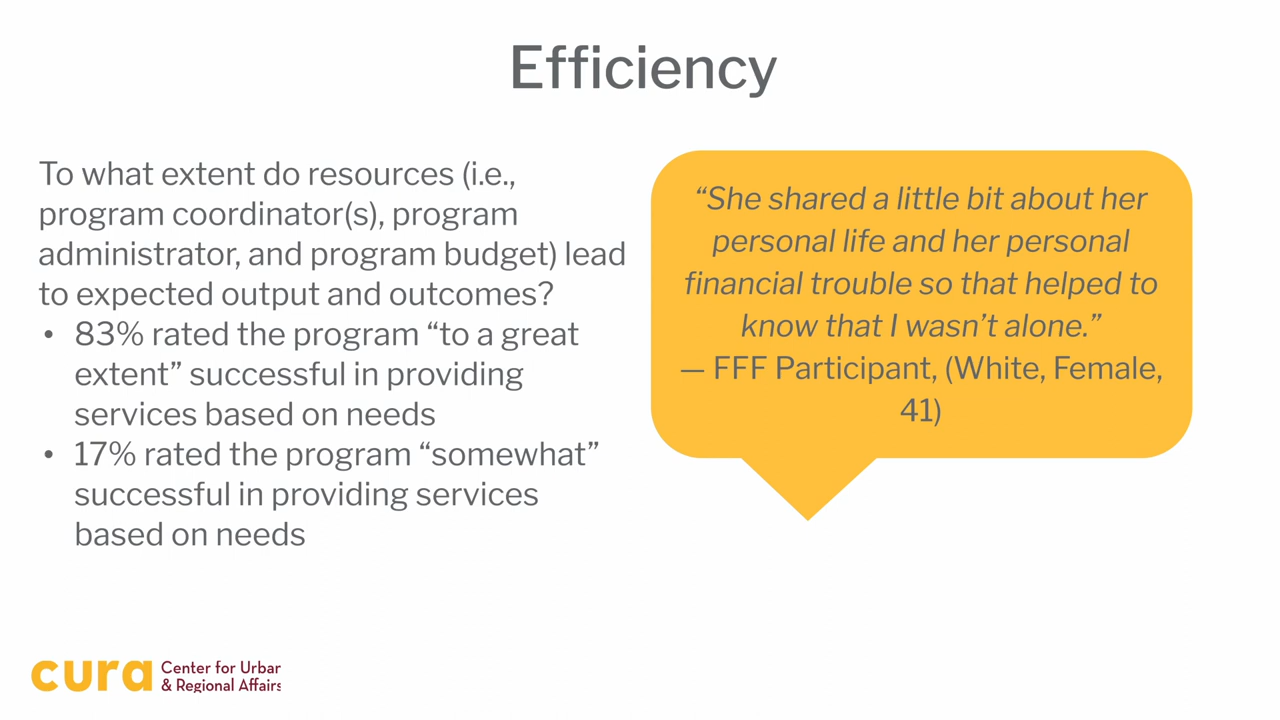 Efficiency
To what extent do resources (i.e.,
program coordinator(s), program
administrator, and program budget) lead
to expected output and outcomes?
• 83% rated the program “to a great
extent” successful in providing
services based on needs
• 17% rated the program “somewhat”
successful in providing services
based on needs
“She shared a little bit about her
personal life and her personal
financial trouble so that helped to
know that I wasn’t alone.”
— FFF Participant, (White, Female,
41)
cura
Center for Urban
& Regional Affairs